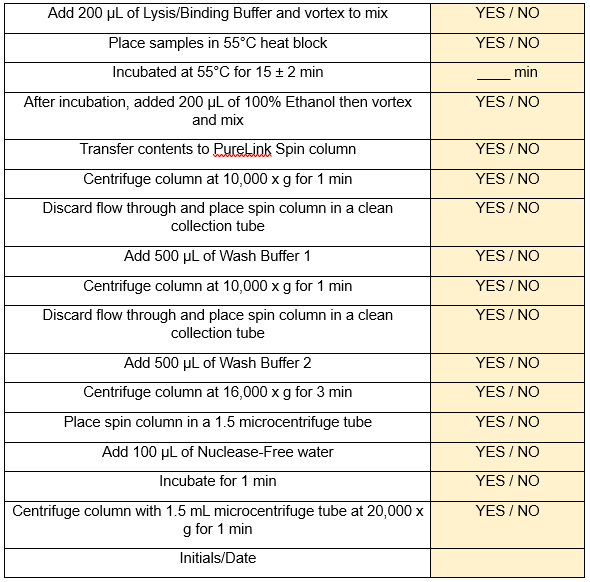 Add 200 µL of Lysis/Binding Buffer and vortex to mix YES / NO
Place samples in 55°C heat block YES / NO
Incubated at 55°C for 15 ± 2 min ____ min
After incubation, added 200 µL of 100% Ethanol then vortex YES / NO
and mix
Transfer contents to PureLink Spin column YES / NO
Centrifuge column at 10,000 x g for 1 min YES / NO
Discard flow through and place spin column in a clean YES / NO
collection tube
Add 500 µL of Wash Buffer 1 YES / NO
Centrifuge column at 10,000 x g for 1 min YES / NO
Discard flow through and place spin column in a clean YES / NO
collection tube
Add 500 µL of Wash Buffer 2 YES / NO
Centrifuge column at 16,000 x g for 3 min YES / NO
Place spin column in a 1.5 microcentrifuge tube YES / NO
Add 100 µL of Nuclease-Free water YES / NO
Incubate for 1 min YES / NO
Centrifuge column with 1.5 mL microcentrifuge tube at 20,000 x YES / NO
g for 1 min
Initials/Date